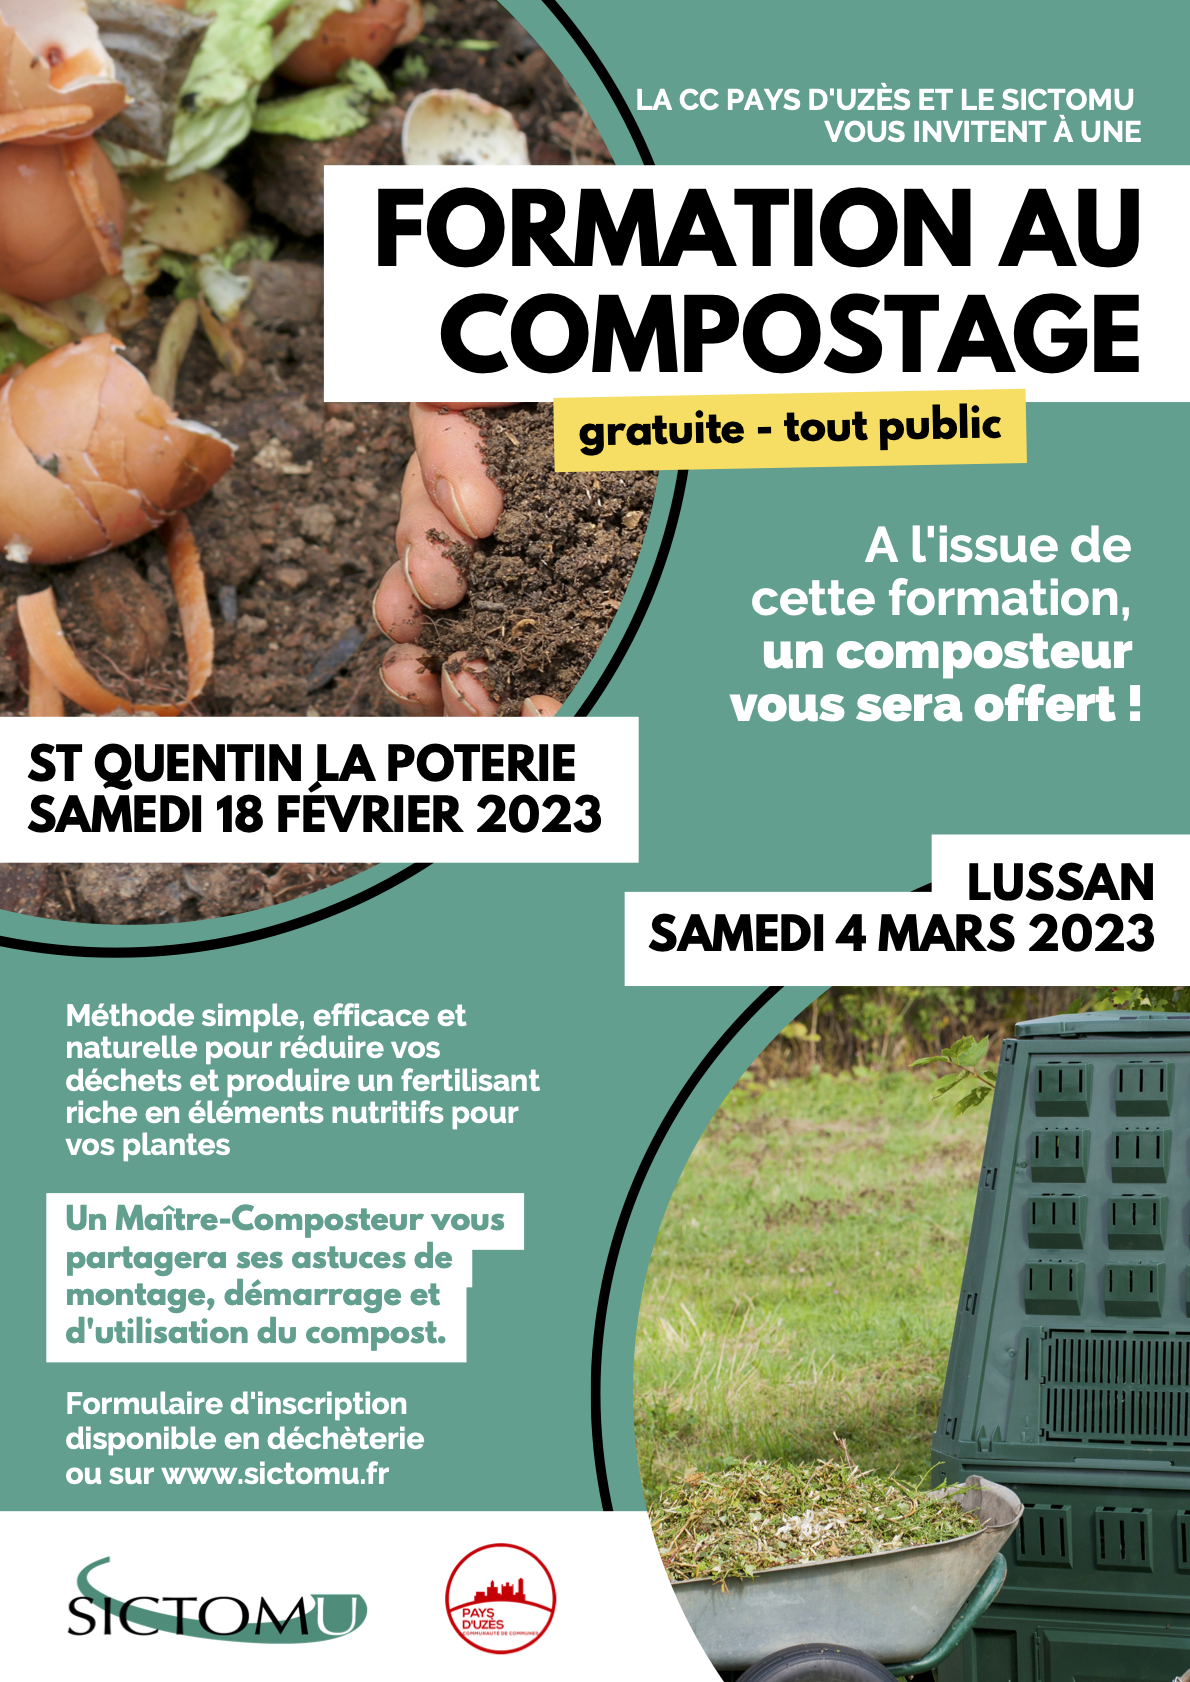 LA CC PAYS D'UZÈS ET LE SICTOMU
VOUS INVITENT À UNE
FORMATION AU
COMPOSTAGE
gratuite - tout public
A l'issue de
cette formation,
un composteur
vous sera offert !
ST QUENTIN LA POTERIE
SAMEDI 18 FÉVRIER 2023
LUSSAN
SAMEDI 4 MARS 2023
Méthode simple, efficace et
naturelle pour réduire vos
déchets et produire un fertilisant
riche en éléments nutritifs pour
vos plantes
Un Maître-Composteur vous
partagera ses astuces de
montage, démarrage et
d'utilisation du compost.
Formulaire d'inscription
disponible en déchèterie
ou sur www.sictomu.fr
SICTOMU
PAYS
D'UZÈS
COMMUNAUTÉ DE COMMUNES